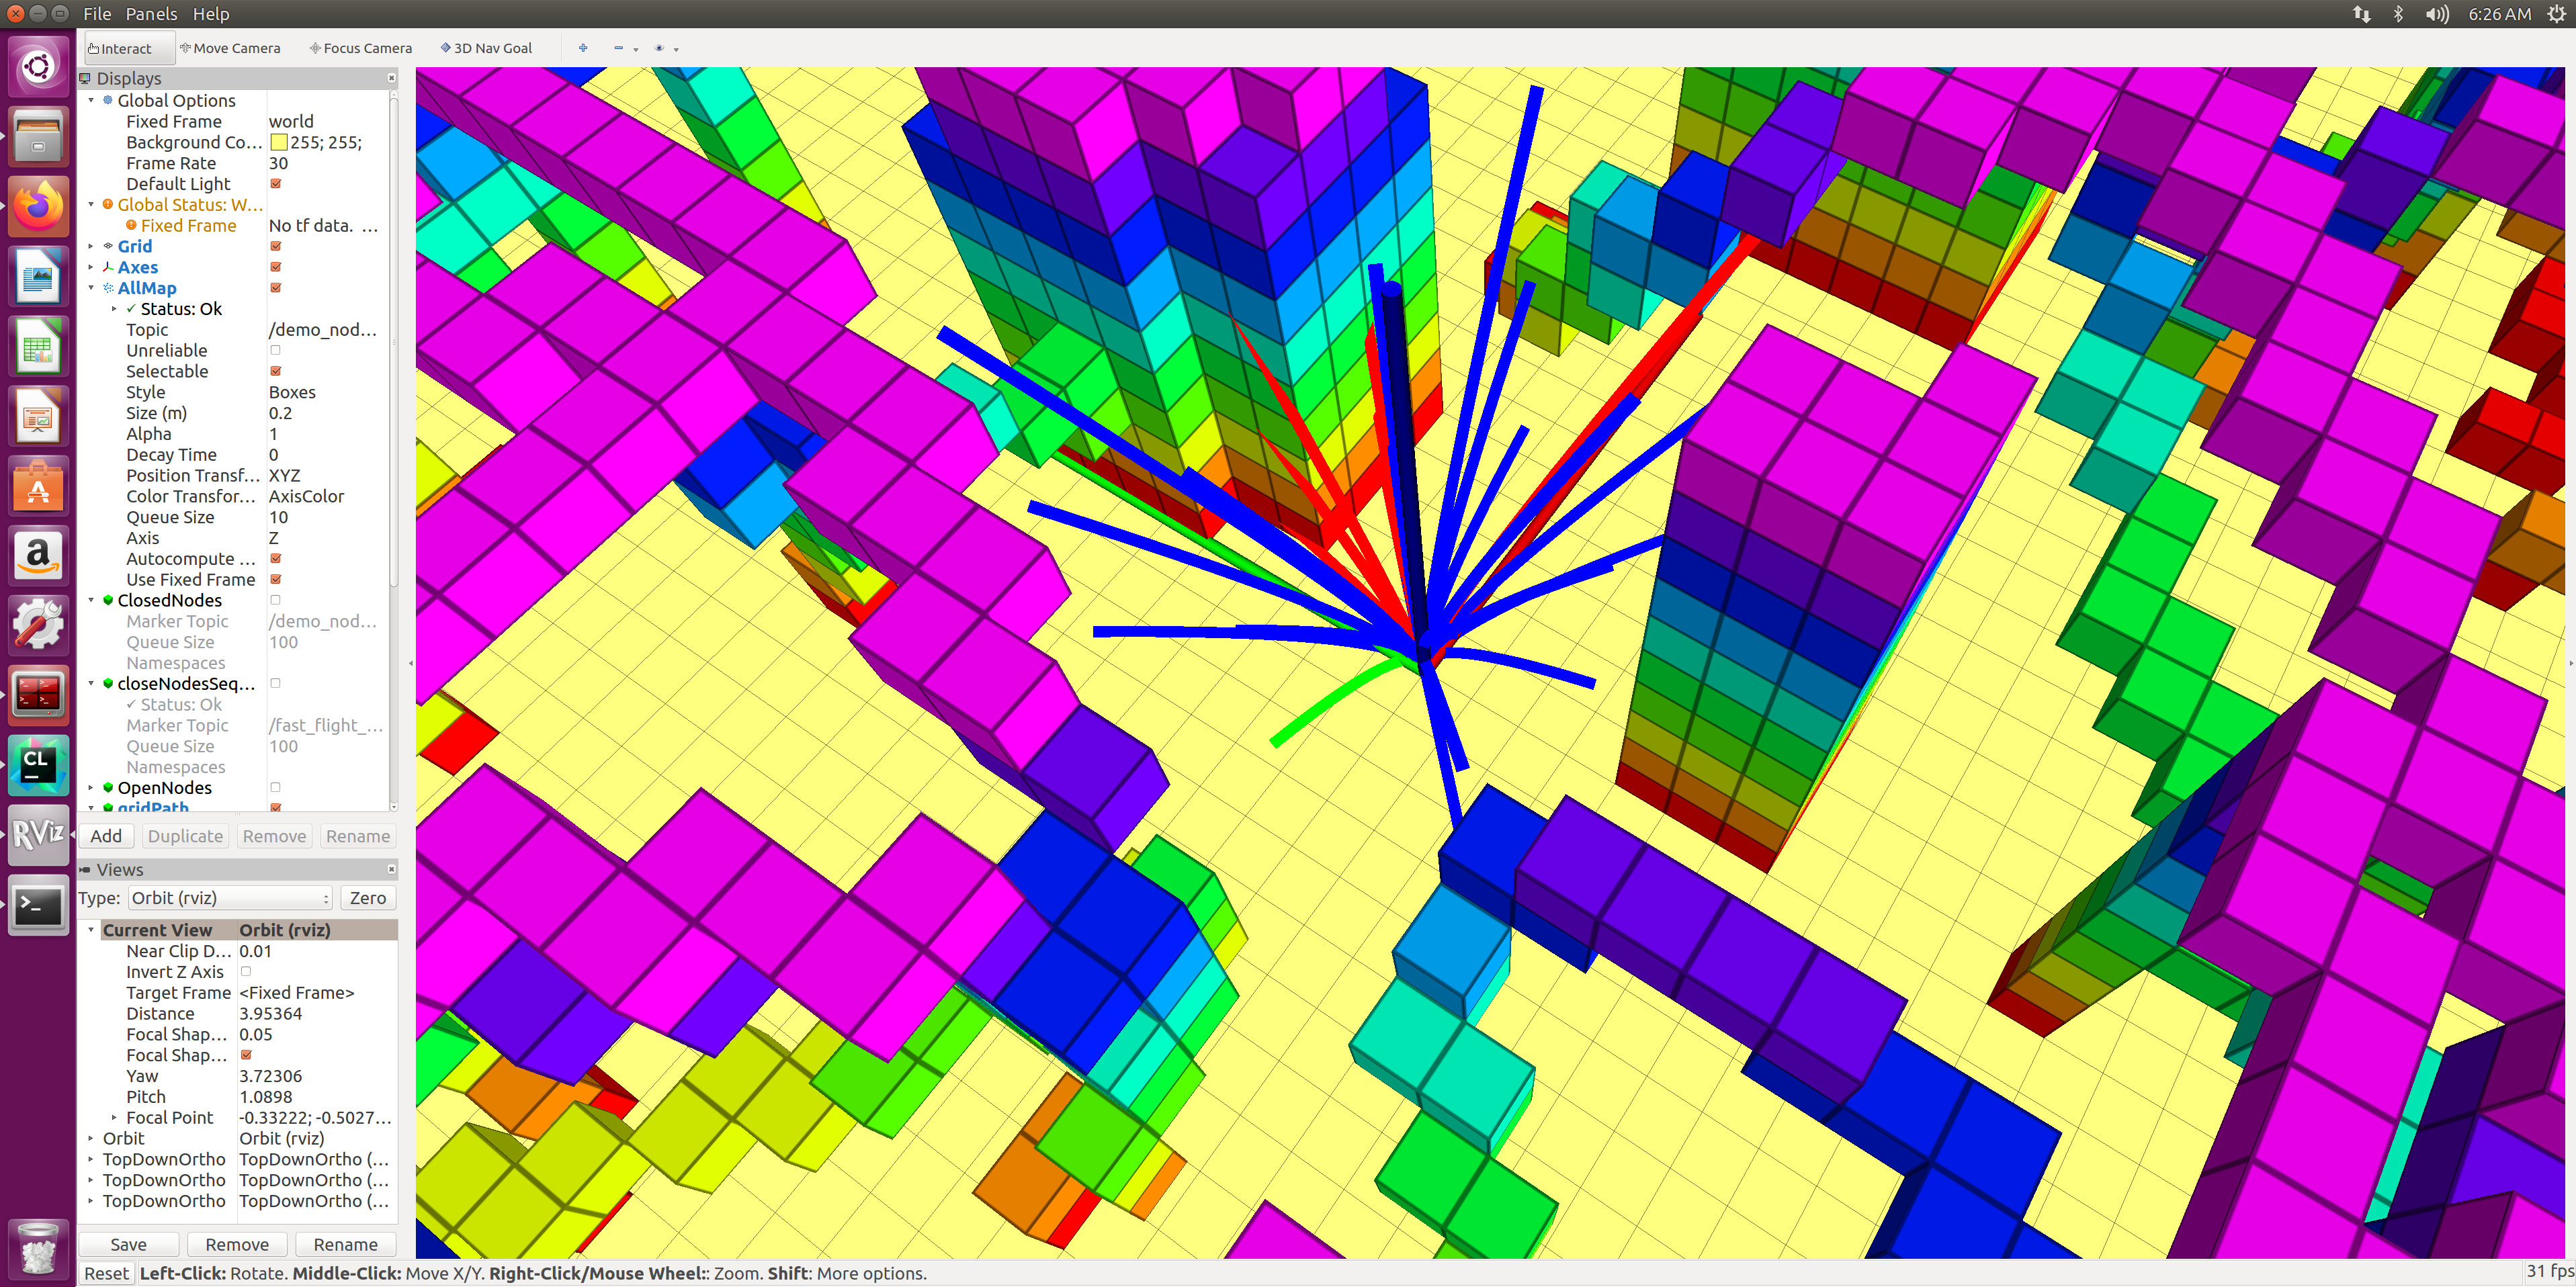 File Panels Help 6:26 AM
Interact Move Camera Focus Camera 3D Nav Goal
Displays
Global Options
Fixed Frame world
Background Co... 255; 255;
Frame Rate 30
Default Light
Global Status: W...
Fixed Frame No tf data. ...
Grid
Axes
AllMap
Status: Ok
Topic /demo_nod...
Unreliable
Selectable
Style Boxes
Size (m) 0.2
Alpha 1
Decay Time 0
Position Transf... XYZ
Color Transfor... AxisColor
Queue Size 10
Axis Z
Autocompute ...
Use Fixed Frame
ClosedNodes
Marker Topic /demo_nod...
Queue Size 100
Namespaces
closeNodesSeq...
Status: Ok
Marker Topic /fast_flight_...
Queue Size 100
Namespaces
OpenNodes
gridPath
Add Duplicate Remove Rename
Views
Type: Orbit (rviz) Zero
Current View Orbit (rviz)
Near Clip D... 0.01
Invert Z Axis
Target Frame <Fixed Frame>
Distance 3.95364
Focal Shap... 0.05
Focal Shap...
Yaw 3.72306
Pitch 1.0898
Focal Point -0.33222; -0.5027...
Orbit Orbit (rviz)
TopDownOrtho TopDownOrtho (...
TopDownOrtho TopDownOrtho (...
TopDownOrtho TopDownOrtho (...
Save Remove Rename
Reset Left-Click: Rotate. Middle-Click: Move X/Y. Right-Click/Mouse Wheel:: Zoom. Shift: More options. 31 fps
A
a
CL
RViz
>_